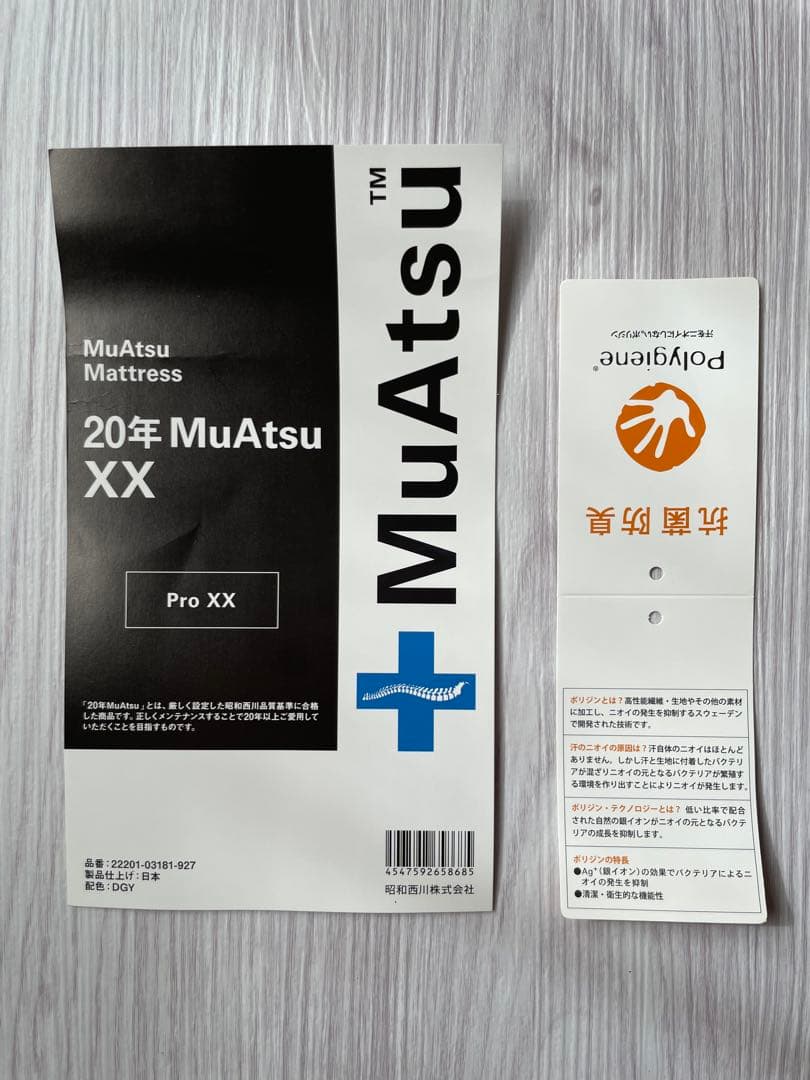 MuAtsu
Mattress
20年 MuAtsu
XX
Pro XX
「20年MuAtsu」とは、厳しく設定した昭和西川品質基準に合格
した商品です。正しくメンテナンスすることで20年以上ご愛用して
いただくことを目指すものです。
品番:22201-03181-927
製品仕上げ:日本
配色:DGY
MuAtsu™
4547592658685
昭和西川株式会社
汗をニオイにしない。ポリジン
Polygiene®
抗菌防臭
ポリジンとは? 高性能繊維・生地やその他の素材
に加工し、ニオイの発生を抑制するスウェーデン
で開発された技術です。
汗のニオイの原因は? 汗自体のニオイはほとんど
ありません。しかし汗と生地に付着したバクテリ
アが混ざりニオイの元となるバクテリアが繁殖す
る環境を作り出すことによりニオイが発生します。
ポリジン・テクノロジーとは? 低い比率で配合
された自然の銀イオンがニオイの元となるバクテ
リアの成長を抑制します。
ポリジンの特長
●Ag⁺(銀イオン)の効果でバクテリアによるニ
オイの発生を抑制
●清潔・衛生的な機能性